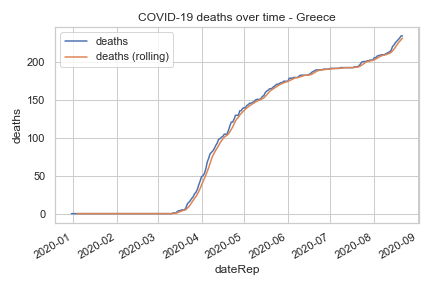 COVID-19 deaths over time - Greece
deaths
deaths (rolling)
200
150
100
50
0
deaths
2020-01
2020-02
2020-03
2020-04
2020-05
2020-06
2020-07
2020-08
2020-09
dateRep